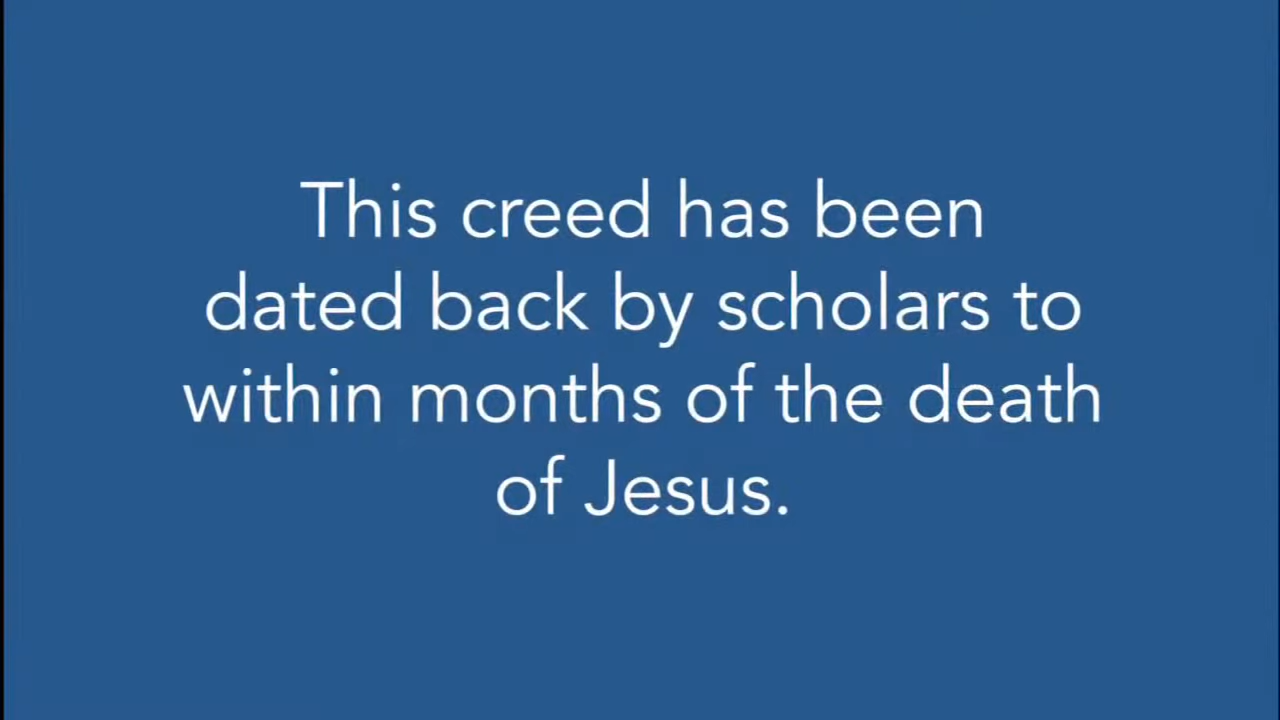 This creed has been
dated back by scholars to
within months of the death
of Jesus.